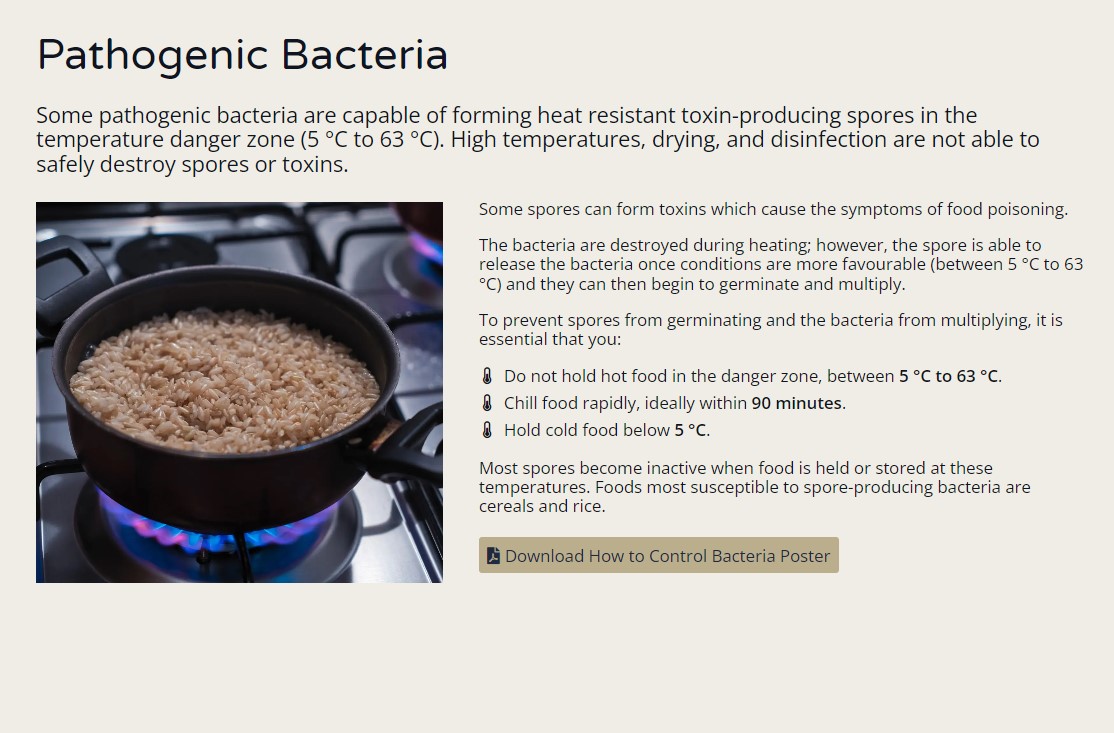 Pathogenic Bacteria
Some pathogenic bacteria are capable of forming heat resistant toxin-producing spores in the
temperature danger zone (5 °C to 63 °C). High temperatures, drying, and disinfection are not able to
safely destroy spores or toxins.
Some spores can form toxins which cause the symptoms of food poisoning.
The bacteria are destroyed during heating; however, the spore is able to
release the bacteria once conditions are more favourable (between 5 °C to 63
°C) and they can then begin to germinate and multiply.
To prevent spores from germinating and the bacteria from multiplying, it is
essential that you:
Do not hold hot food in the danger zone, between 5 °C to 63 °C.
Chill food rapidly, ideally within 90 minutes.
Hold cold food below 5 °C.
Most spores become inactive when food is held or stored at these
temperatures. Foods most susceptible to spore-producing bacteria are
cereals and rice.
Download How to Control Bacteria Poster